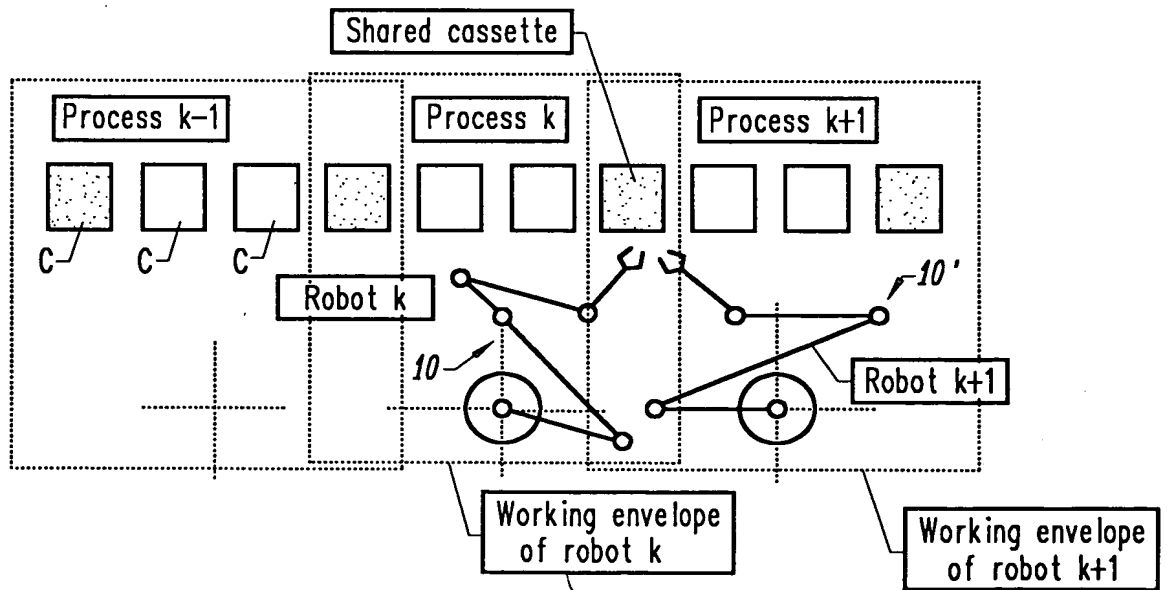 Shared cassette
Process k-1
Process k
Process k+1
C
C
C
Robot k
10'
10
Robot k+1
Working envelope
of robot k
Working envelope
of robot k+1